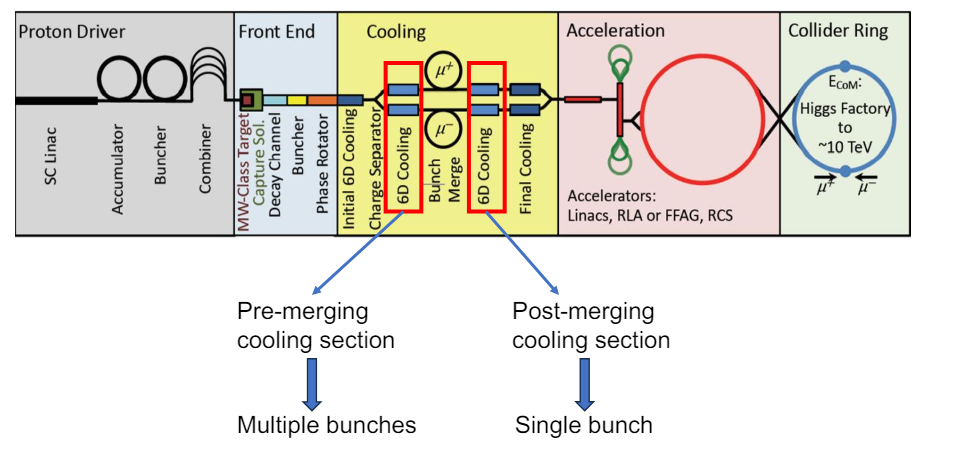 Proton Driver
Front End
Cooling
Acceleration
Collider Ring
SC Linac
Accumulator
Buncher
Combiner
MW-Class Target
Capture Sol.
Decay Channel
Buncher
Phase Rotator
Initial 6D Cooling
Charge Separator
6D Cooling
μ+
μ−
Bunch
Merge
6D Cooling
Final Cooling
Accelerators:
Linacs, RLA or FFAG, RCS
ECoM:
Higgs Factory
to
~10 TeV
μ+ μ−
Pre-merging
cooling section
Multiple bunches
Post-merging
cooling section
Single bunch